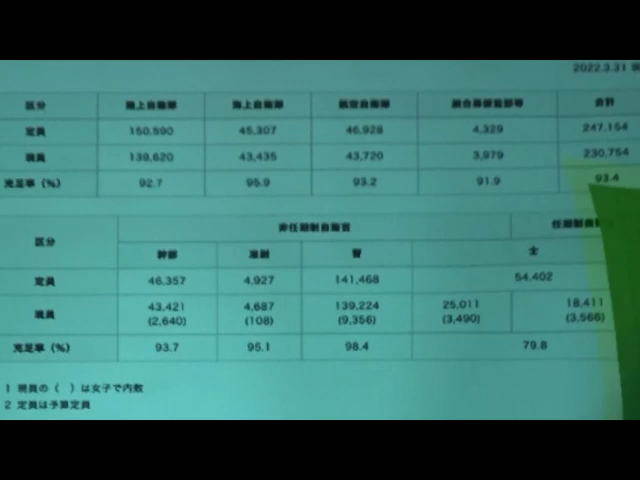 2022.3.31
区分 陸上自衛隊 海上自衛隊 航空自衛隊 統合幕僚監部等 合計
定員 150,590 45,307 46,928 4,329 247,154
現員 139,620 43,435 43,720 3,979 230,754
充足率（%） 92.7 95.9 93.2 91.9 93.4
区分 非任期制自衛官 任期制自衛
幹部 准尉 曹 士
定員 46,357 4,927 141,468 54,402
現員 43,421 4,687 139,224 25,011 18,411
(2,640) (108) (9,356) (3,490) (3,566)
充足率（%） 93.7 95.1 98.4 79.8
1 現員の（ ）は女子で内数
2 定員は予算定員